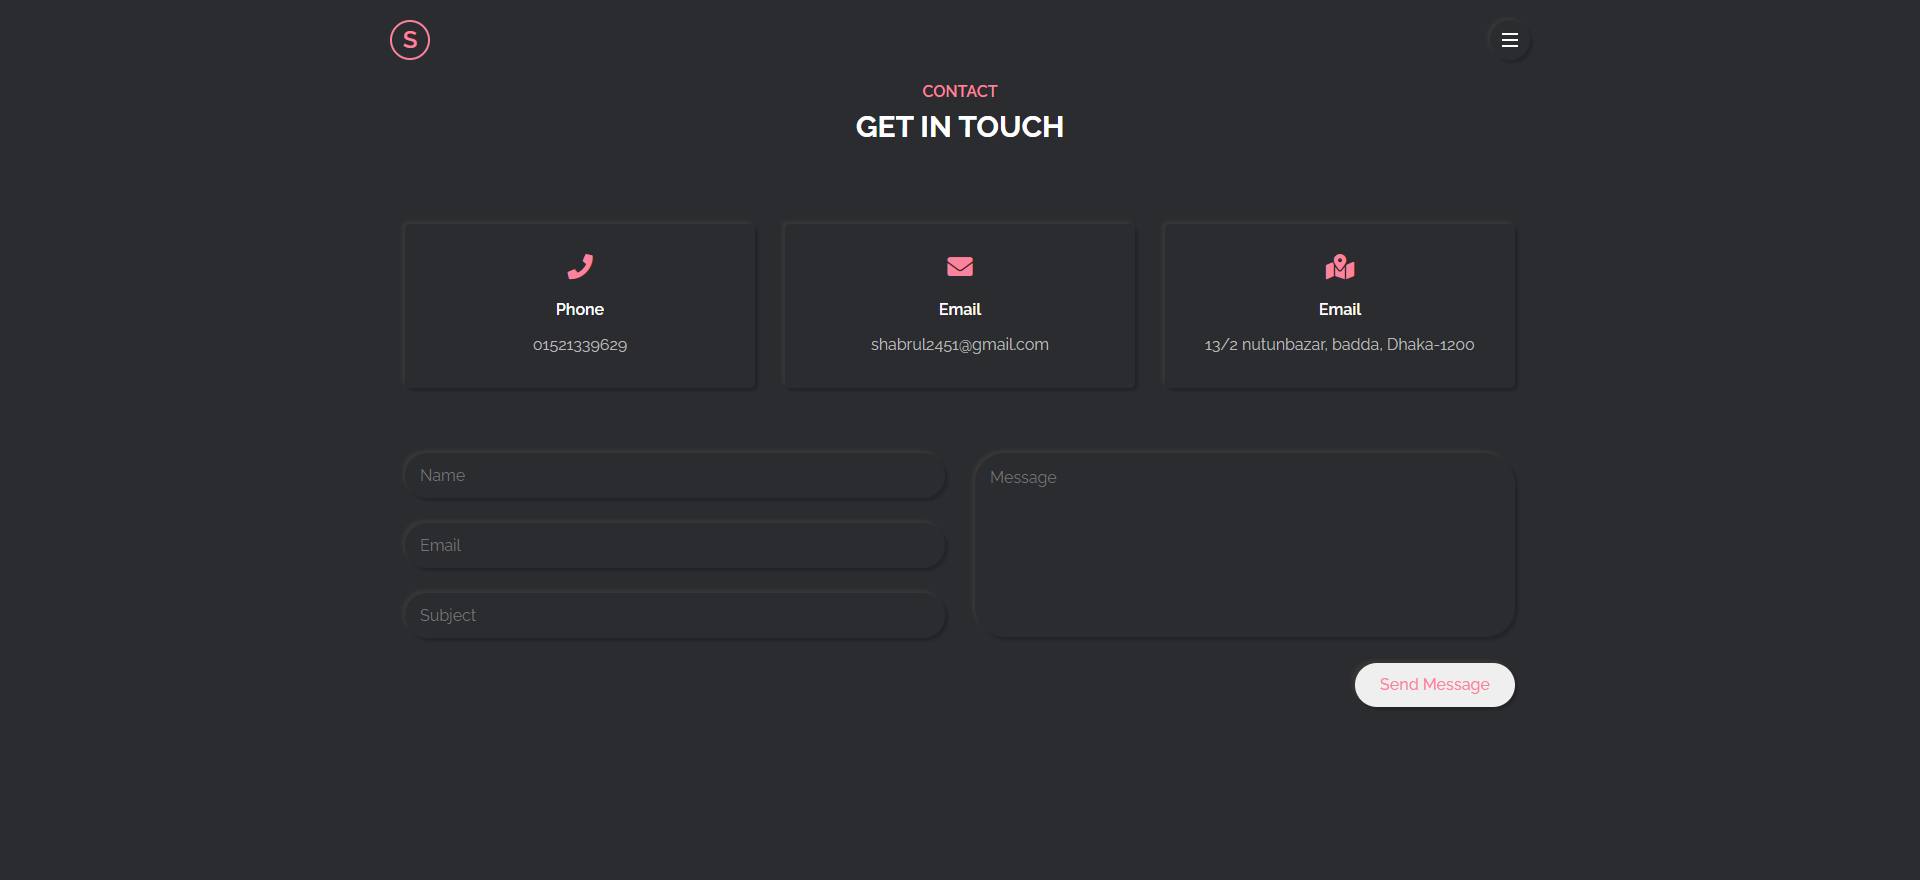 S
CONTACT
GET IN TOUCH
Phone
01521339629
Email
shabrul2451@gmail.com
Email
13/2 nutunbazar, badda, Dhaka-1200
Name
Email
Subject
Message
Send Message